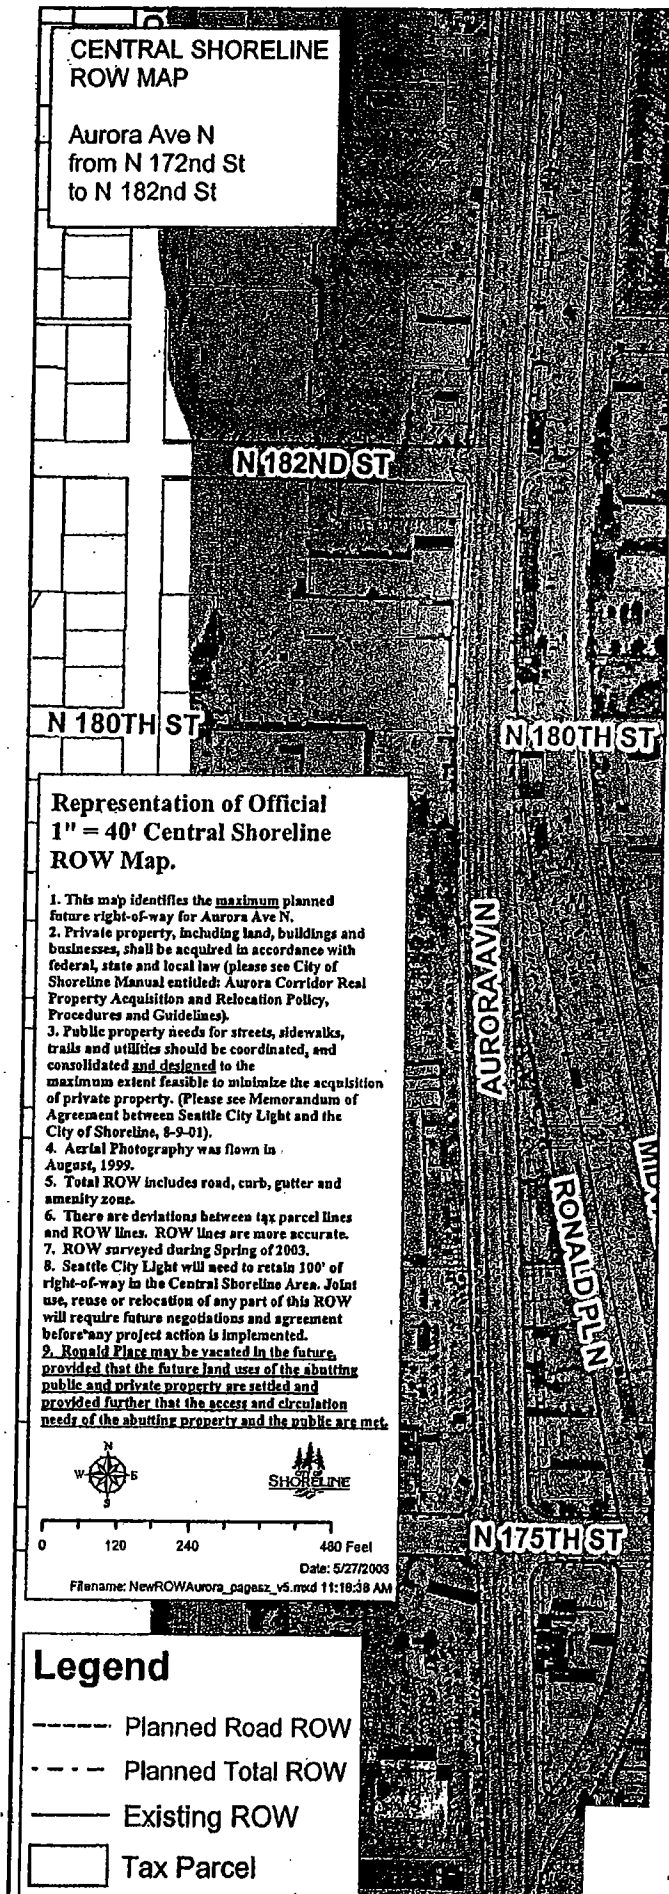 CENTRAL SHORELINE
ROW MAP
Aurora Ave N
from N 172nd St
to N 182nd St
N 182ND ST
N 180TH ST
N 180TH ST
Representation of Official
1" = 40' Central Shoreline
ROW Map.
1. This map identifies the maximum planned
future right-of-way for Aurora Ave N.
2. Private property, including land, buildings and
businesses, shall be acquired in accordance with
federal, state and local law (please see City of
Shoreline Manual entitled: Aurora Corridor Real
Property Acquisition and Relocation Policy,
Procedures and Guidelines).
3. Public property needs for streets, sidewalks,
trails and utilities should be coordinated, and
consolidated and designed to the
maximum extent feasible to minimize the acquisition
of private property. (Please see Memorandum of
Agreement between Seattle City Light and the
City of Shoreline, 8-9-01).
4. Aerial Photography was flown in
August, 1999.
5. Total ROW includes road, curb, gutter and
amenity zone.
6. There are deviations between tax parcel lines
and ROW lines. ROW lines are more accurate.
7. ROW surveyed during Spring of 2003.
8. Seattle City Light will need to retain 100' of
right-of-way in the Central Shoreline Area. Joint
use, reuse or relocation of any part of this ROW
will require future negotiations and agreement
before any project action is implemented.
9. Ronald Place may be vacated in the future,
provided that the future land uses of the abutting
public and private property are settled and
provided further that the access and circulation
needs of the abutting property and the public are met.
AURORA AV N
RONALD PL N
N
W E
S
SHORELINE
0 120 240 480 Feet
Date: 5/27/2003
Filename: NewROWAurora_pagesz_v5.mxd 11:18:38 AM
N 175TH ST
Legend
Planned Road ROW
Planned Total ROW
Existing ROW
Tax Parcel